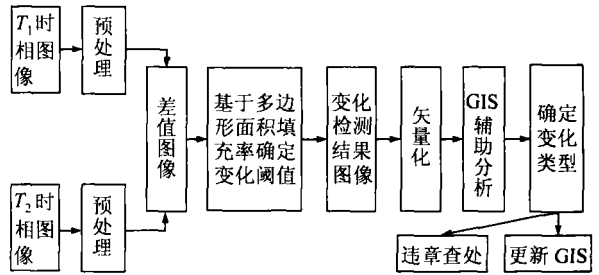 T₁时
相图
像
预
处
理
T₂时
相图
像
预
处
理
差
值
图
像
基于多边
形面积填
充率确定
变化阈值
变化
检测
结果
图像
矢
量
化
GIS
辅助
分析
确定
变化
类型
违章查处
更新 GIS